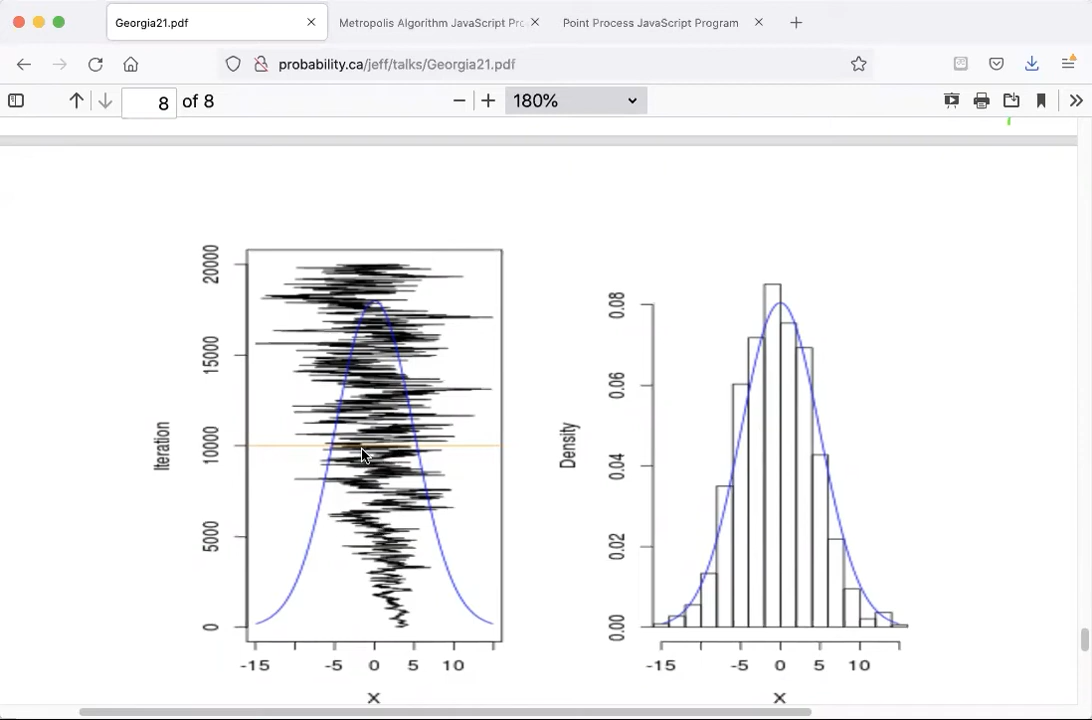 Georgia21.pdf
Metropolis Algorithm JavaScript Pro
Point Process JavaScript Program
probability.ca/jeff/talks/Georgia21.pdf
8 of 8
180%
Iteration
20000
15000
10000
5000
0
-15 -5 0 5 10
X
Density
0.08
0.06
0.04
0.02
0.00
-15 -5 0 5 10
X